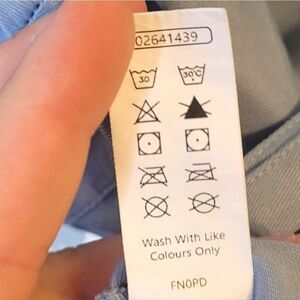 02641439
30 30°C
Wash With Like
Colours Only
FN0PD